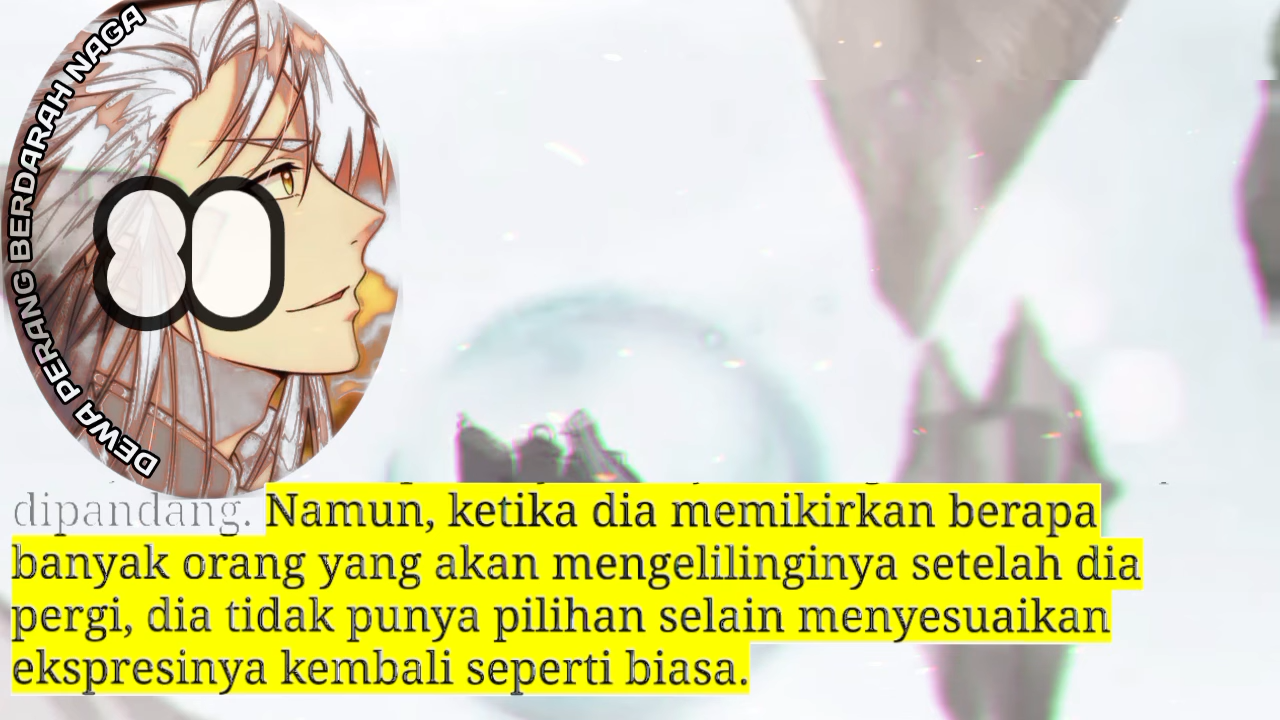 DEWA PERANG BERDARAH NAGA
80
dipandang. Namun, ketika dia memikirkan berapa
banyak orang yang akan mengelilinginya setelah dia
pergi, dia tidak punya pilihan selain menyesuaikan
ekspresinya kembali seperti biasa.